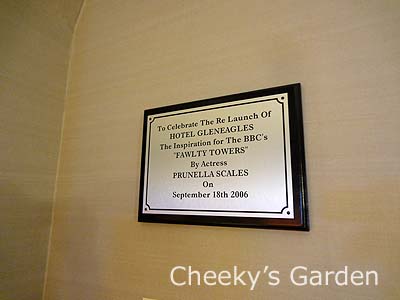 To Celebrate The Re Launch Of
HOTEL GLENEAGLES
The Inspiration for The BBC's
"FAWLTY TOWERS"
By Actress
PRUNELLA SCALES
On
September 18th 2006
Cheeky's Garden